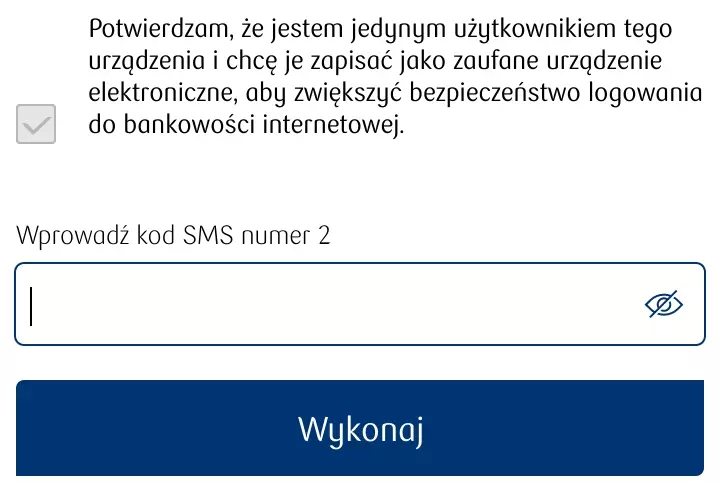 Potwierdzam, że jestem jedynym użytkownikiem tego
urządzenia i chcę je zapisać jako zaufane urządzenie
elektroniczne, aby zwiększyć bezpieczeństwo logowania
do bankowości internetowej.
Wprowadź kod SMS numer 2
Wykonaj